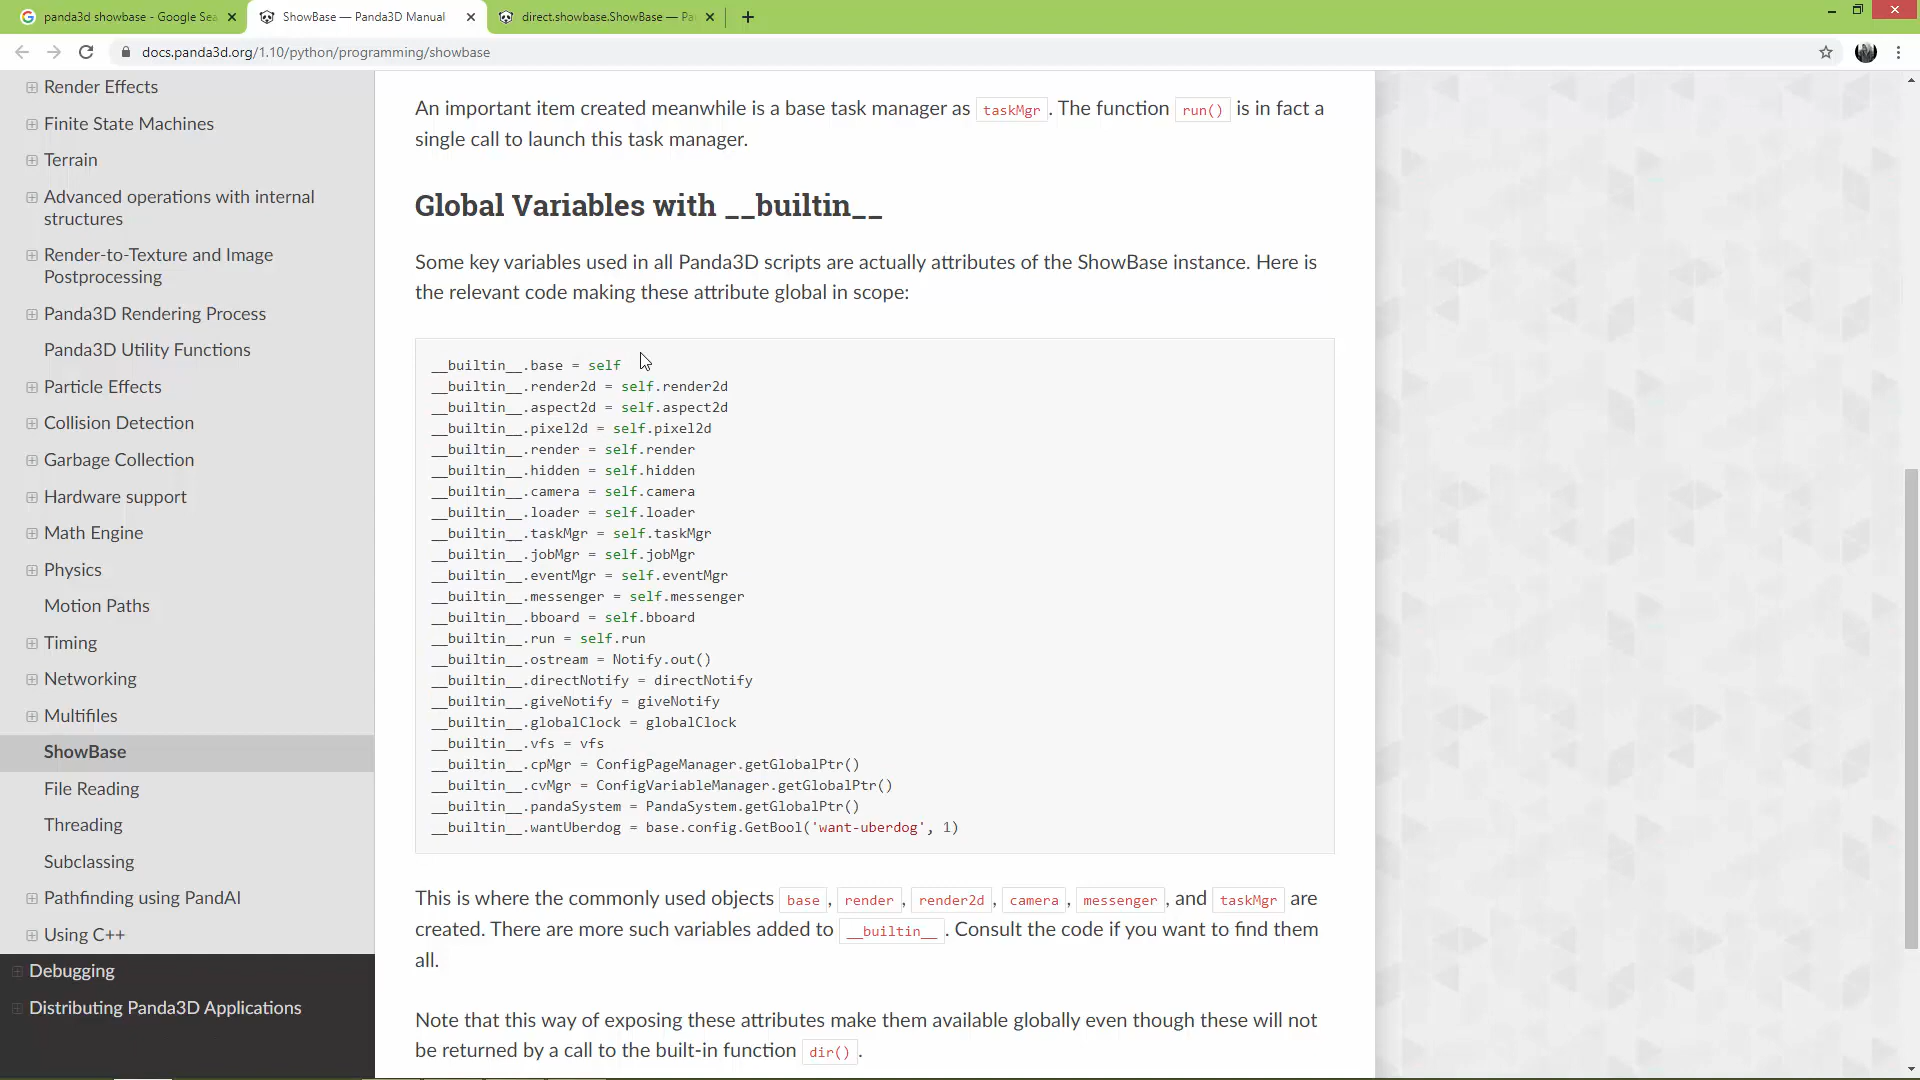 panda3d showbase - Google Sea
ShowBase — Panda3D Manual
direct.showbase.ShowBase — Pa
docs.panda3d.org/1.10/python/programming/showbase
Render Effects
Finite State Machines
Terrain
Advanced operations with internal
structures
Render-to-Texture and Image
Postprocessing
Panda3D Rendering Process
Panda3D Utility Functions
Particle Effects
Collision Detection
Garbage Collection
Hardware support
Math Engine
Physics
Motion Paths
Timing
Networking
Multifiles
ShowBase
File Reading
Threading
Subclassing
Pathfinding using PandAI
Using C++
Debugging
Distributing Panda3D Applications
An important item created meanwhile is a base task manager as taskMgr . The function run() is in fact a
single call to launch this task manager.
Global Variables with __builtin__
Some key variables used in all Panda3D scripts are actually attributes of the ShowBase instance. Here is
the relevant code making these attribute global in scope:
__builtin__.base = self
__builtin__.render2d = self.render2d
__builtin__.aspect2d = self.aspect2d
__builtin__.pixel2d = self.pixel2d
__builtin__.render = self.render
__builtin__.hidden = self.hidden
__builtin__.camera = self.camera
__builtin__.loader = self.loader
__builtin__.taskMgr = self.taskMgr
__builtin__.jobMgr = self.jobMgr
__builtin__.eventMgr = self.eventMgr
__builtin__.messenger = self.messenger
__builtin__.bboard = self.bboard
__builtin__.run = self.run
__builtin__.ostream = Notify.out()
__builtin__.directNotify = directNotify
__builtin__.giveNotify = giveNotify
__builtin__.globalClock = globalClock
__builtin__.vfs = vfs
__builtin__.cpMgr = ConfigPageManager.getGlobalPtr()
__builtin__.cvMgr = ConfigVariableManager.getGlobalPtr()
__builtin__.pandaSystem = PandaSystem.getGlobalPtr()
__builtin__.wantUberdog = base.config.GetBool('want-uberdog', 1)
This is where the commonly used objects base , render , render2d , camera , messenger , and taskMgr are
created. There are more such variables added to __builtin__ . Consult the code if you want to find them
all.
Note that this way of exposing these attributes make them available globally even though these will not
be returned by a call to the built-in function dir() .